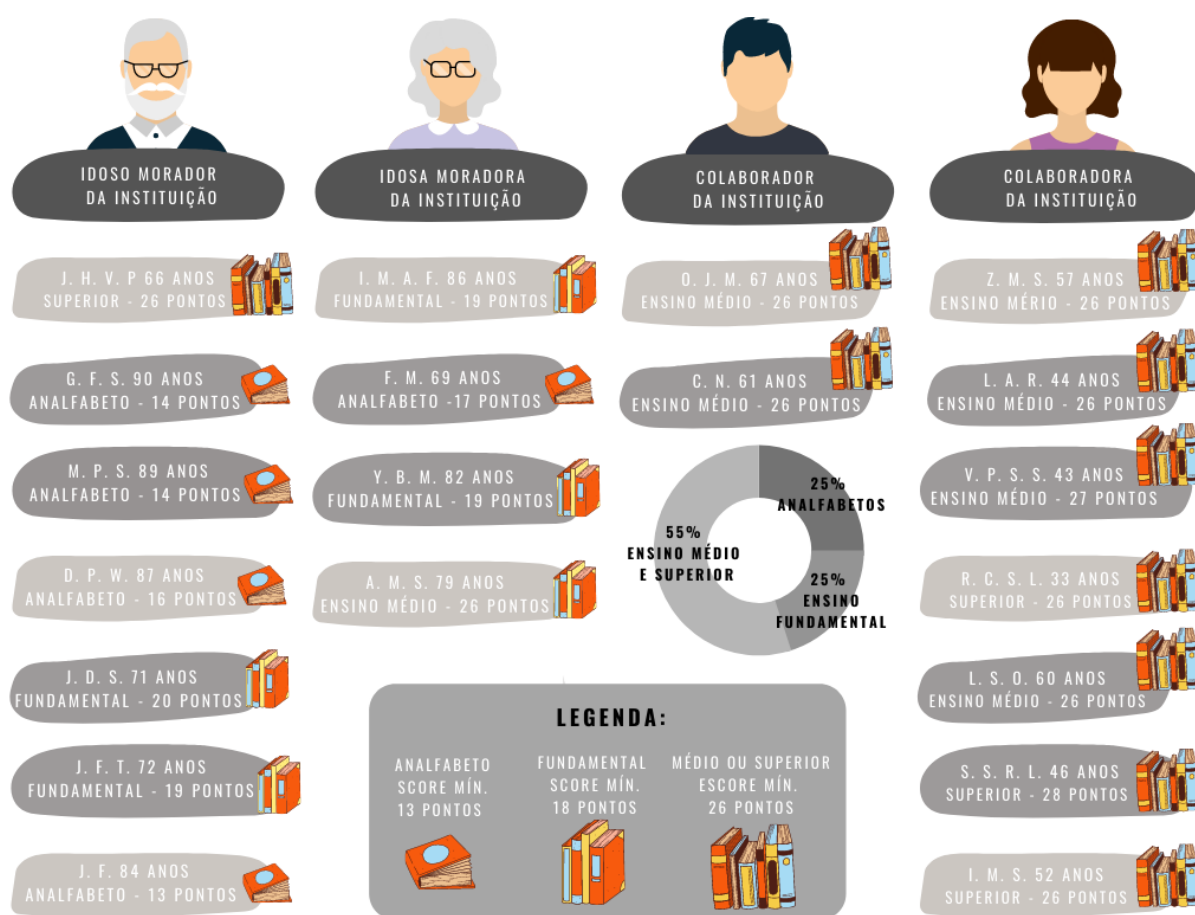 IDOSO MORADOR
DA INSTITUIÇÃO
J. H. V. P 66 ANOS
SUPERIOR - 26 PONTOS
G. F. S. 90 ANOS
ANALFABETO - 14 PONTOS
M. P. S. 89 ANOS
ANALFABETO - 14 PONTOS
D. P. W. 87 ANOS
ANALFABETO - 16 PONTOS
J. D. S. 71 ANOS
FUNDAMENTAL - 20 PONTOS
J. F. T. 72 ANOS
FUNDAMENTAL - 19 PONTOS
J. F. 84 ANOS
ANALFABETO - 13 PONTOS
IDOSA MORADORA
DA INSTITUIÇÃO
I. M. A. F. 86 ANOS
FUNDAMENTAL - 19 PONTOS
F. M. 69 ANOS
ANALFABETO -17 PONTOS
Y. B. M. 82 ANOS
FUNDAMENTAL - 19 PONTOS
A. M. S. 79 ANOS
ENSINO MÉDIO - 26 PONTOS
COLABORADOR
DA INSTITUIÇÃO
O. J. M. 67 ANOS
ENSINO MÉDIO - 26 PONTOS
C. N. 61 ANOS
ENSINO MÉDIO - 26 PONTOS
25%
ANALFABETOS
55%
ENSINO MÉDIO
E SUPERIOR
25%
ENSINO
FUNDAMENTAL
LEGENDA:
ANALFABETO
SCORE MÍN.
13 PONTOS
FUNDAMENTAL
SCORE MÍN.
18 PONTOS
MÉDIO OU SUPERIOR
ESCORE MÍN.
26 PONTOS
COLABORADORA
DA INSTITUIÇÃO
Z. M. S. 57 ANOS
ENSINO MÉRIO - 26 PONTOS
L. A. R. 44 ANOS
ENSINO MÉDIO - 26 PONTOS
V. P. S. S. 43 ANOS
ENSINO MÉDIO - 27 PONTOS
R. C. S. L. 33 ANOS
SUPERIOR - 26 PONTOS
L. S. O. 60 ANOS
ENSINO MÉDIO - 26 PONTOS
S. S. R. L. 46 ANOS
SUPERIOR - 28 PONTOS
I. M. S. 52 ANOS
SUPERIOR - 26 PONTOS